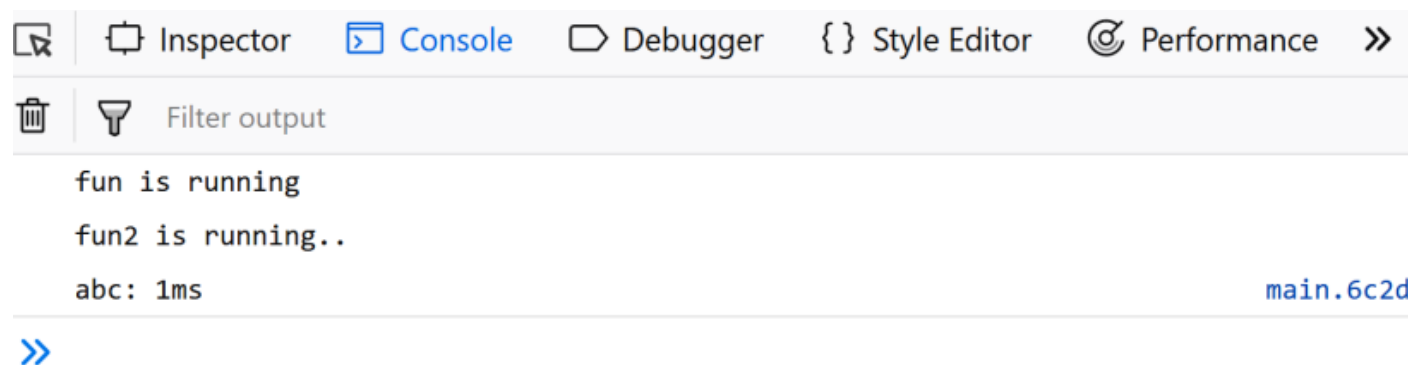 Inspector Console Debugger {} Style Editor Performance
Filter output
fun is running
fun2 is running..
abc: 1ms main.6c2d